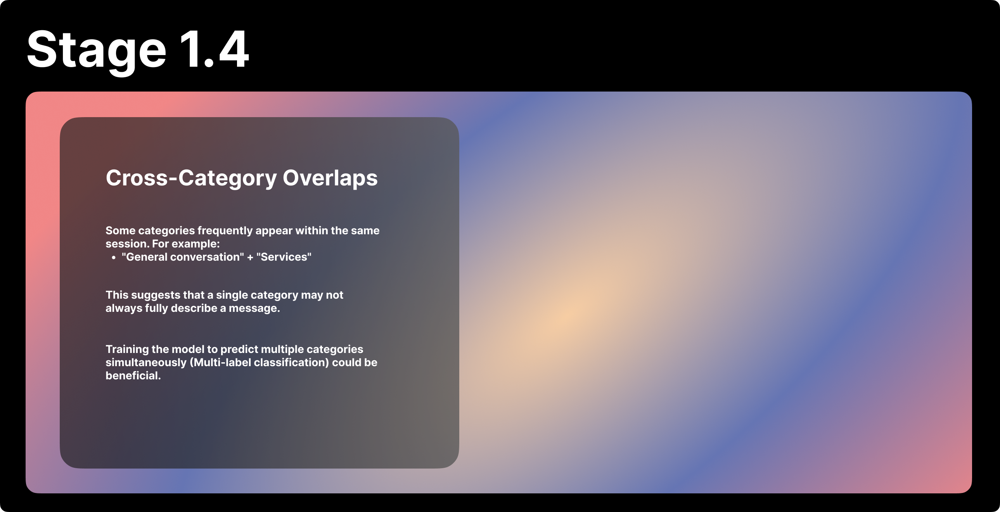 Stage 1.4
Cross-Category Overlaps
Some categories frequently appear within the same
session. For example:
• "General conversation" + "Services"
This suggests that a single category may not
always fully describe a message.
Training the model to predict multiple categories
simultaneously (Multi-label classification) could be
beneficial.